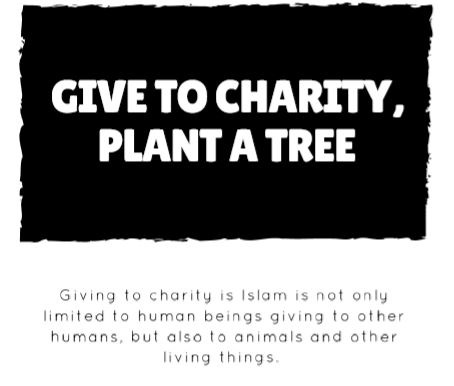 GIVE TO CHARITY,
PLANT A TREE
Giving to charity is Islam is not only
limited to human beings giving to other
humans, but also to animals and other
living things.